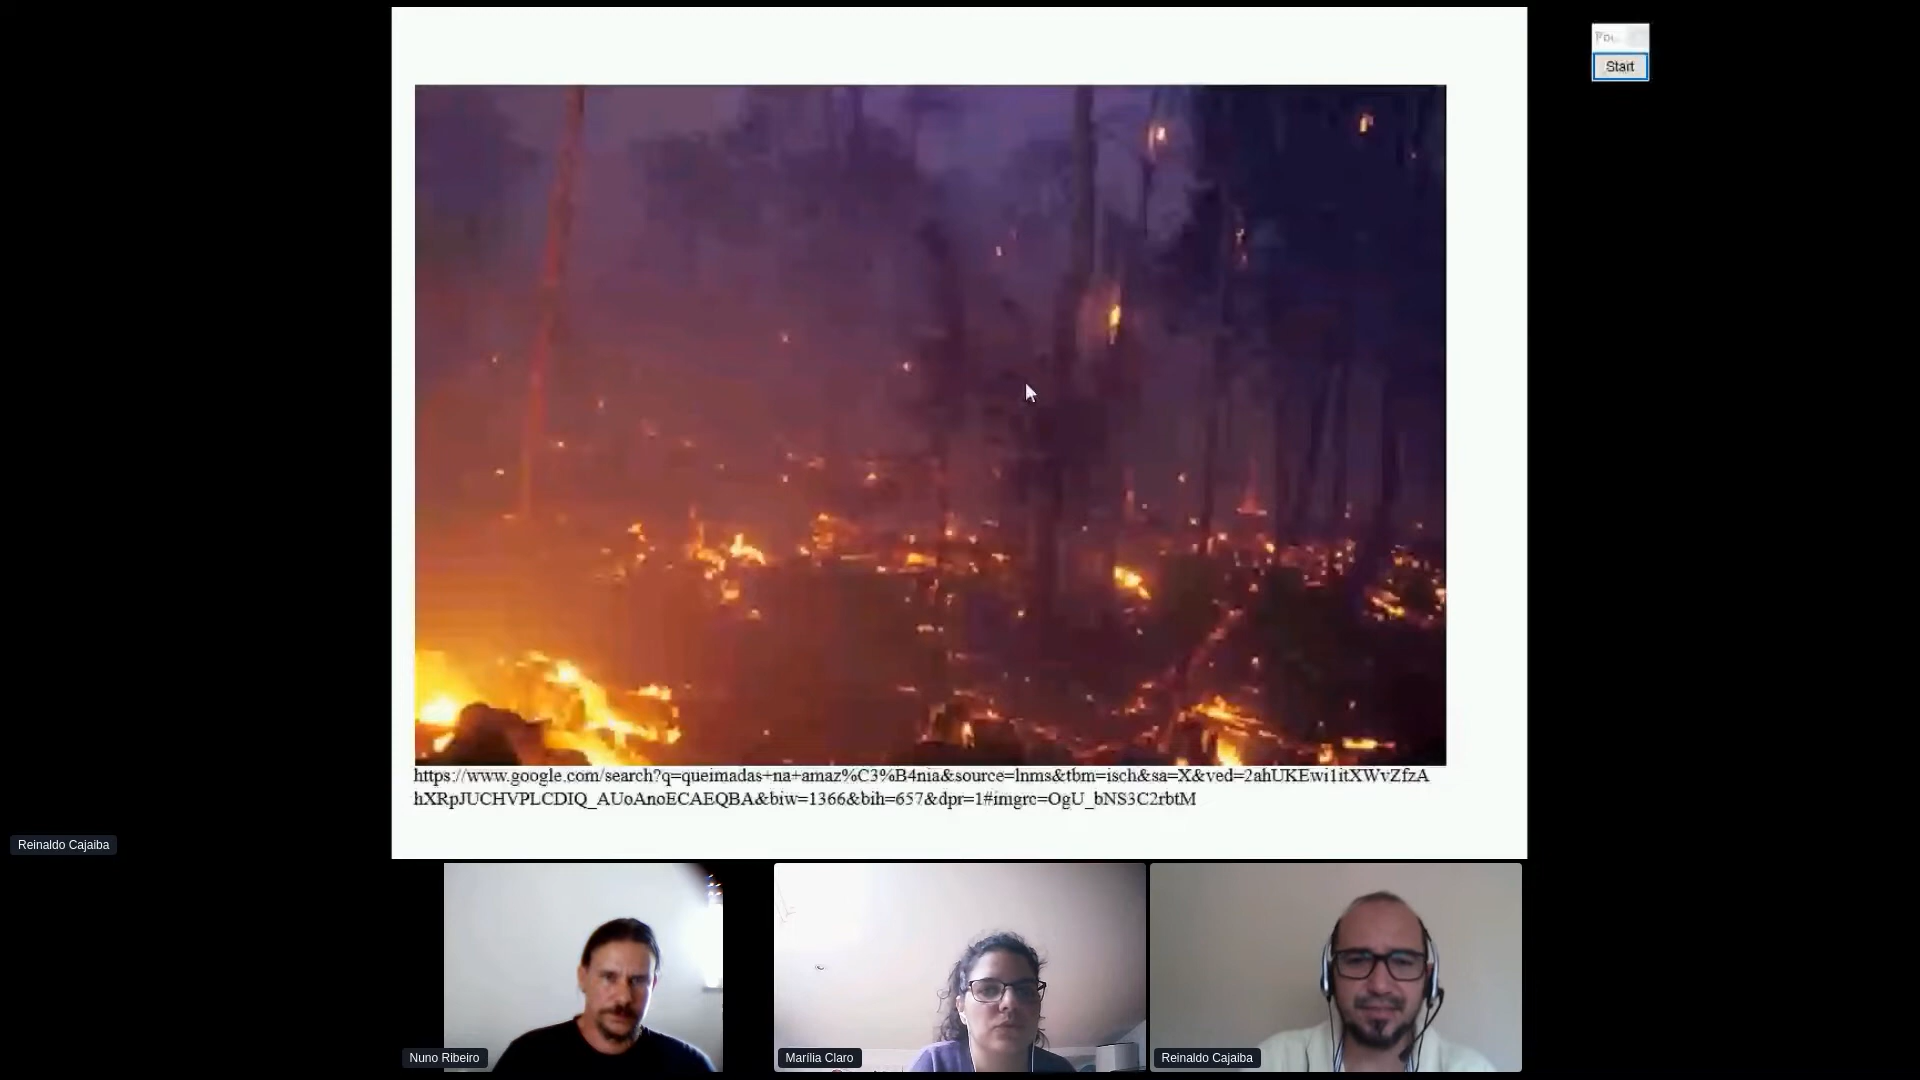 Start
https://www.google.com/search?q=queimadas+na+amaz%C3%B4nia&source=lnms&tbm=isch&sa=X&ved=2ahUKEwi1itXWvZfzA
hXRpJUCHVPLCDIQ_AUoAnoECAEQBA&biw=1366&bih=657&dpr=1#imgrc=OgU_bNS3C2rbtM
Reinaldo Cajaiba
Nuno Ribeiro
Marília Claro
Reinaldo Cajaiba